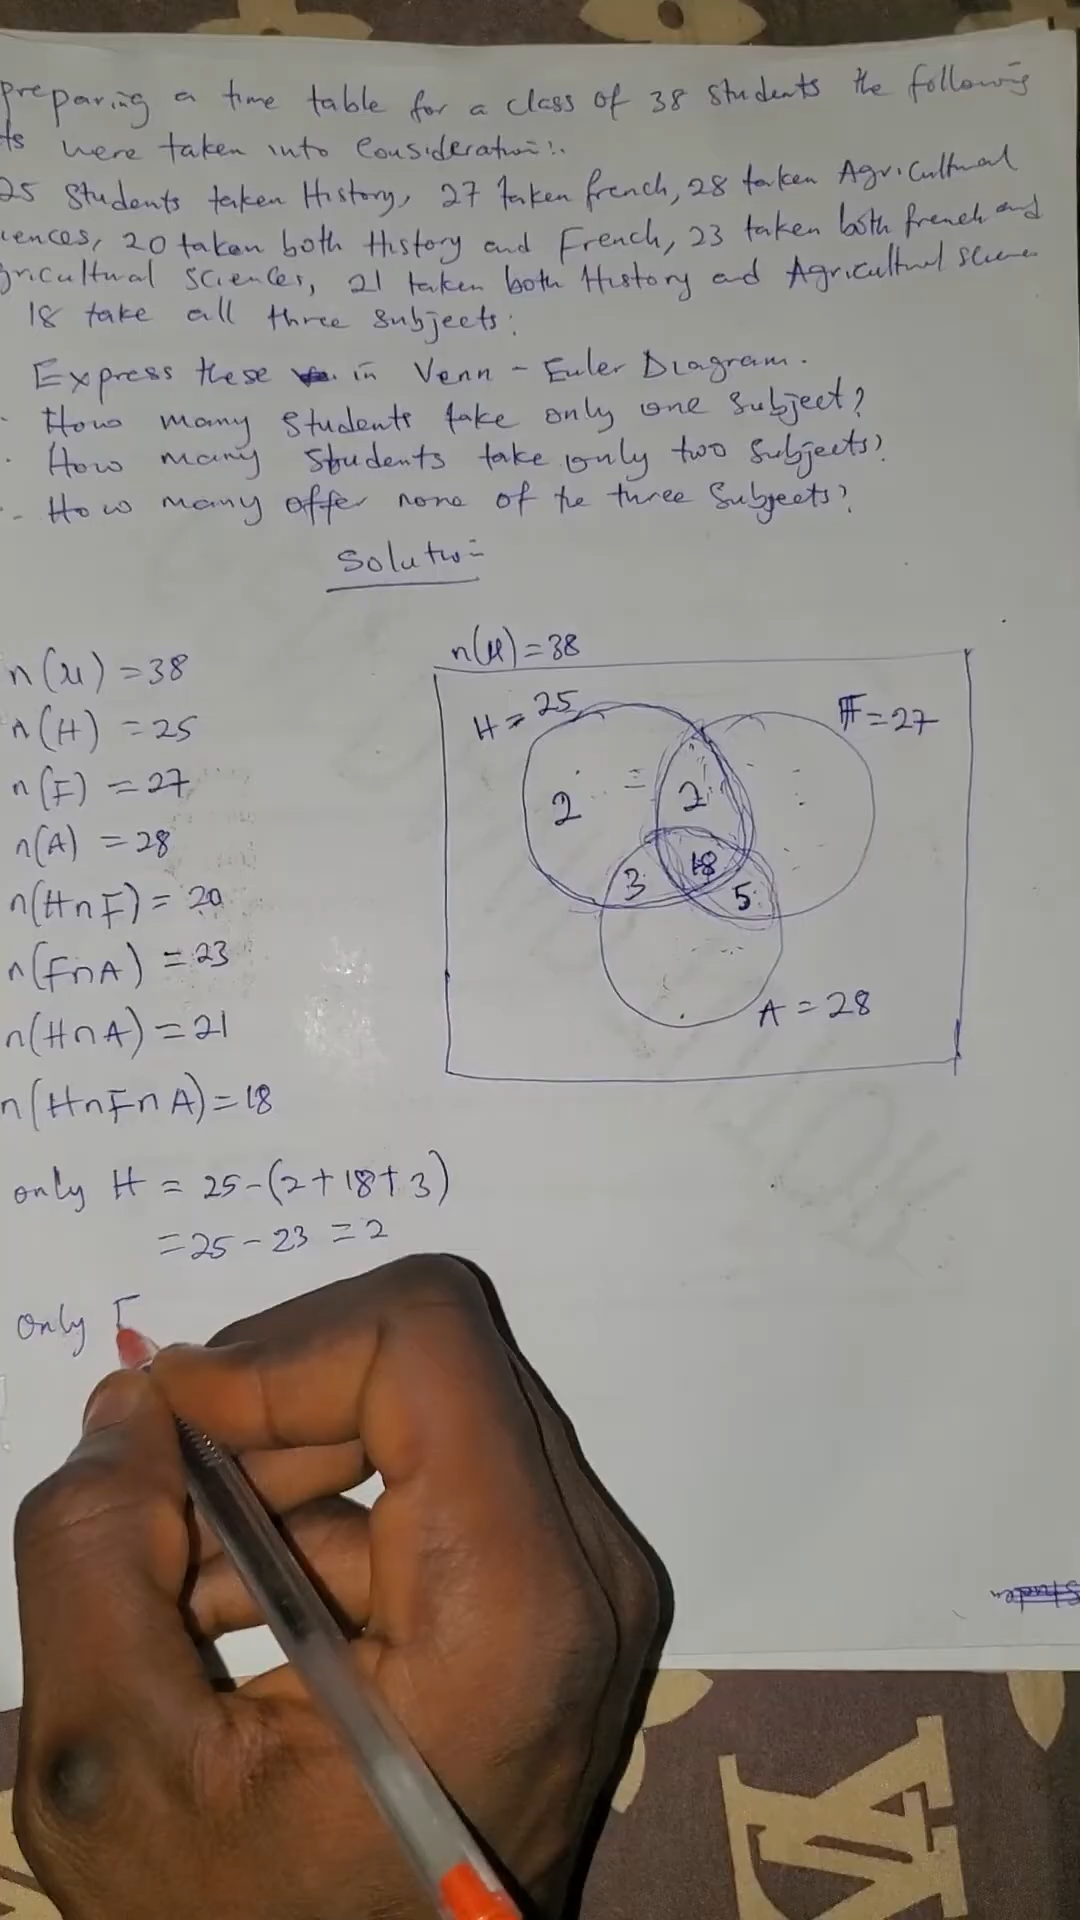 preparing a time table for a class of 38 students the following
ts were taken into Consideration:.
25 Students taken History, 27 taken french, 28 taken Agricultural
iences, 20 taken both History and French, 23 taken both french and
gricultural Sciences, 21 taken both History and Agricultural
18 take all three subjects:
Express these in Venn - Euler Diagram.
. How many students take only one subject?
. How many Students take only two subjects?
- How many offer none of the three Subjects?
Solution
n(μ) = 38
n(H) = 25
n(F) = 27
n(A) = 28
n(H∩F) = 20
n(F∩A) = 23
n(H∩A) = 21
n(H∩F∩A) = 18
n(μ) = 38
H = 25
F = 27
2
2
3
18
5
A = 28
only H = 25-(2+18+3)
= 25 - 23 = 2
only F